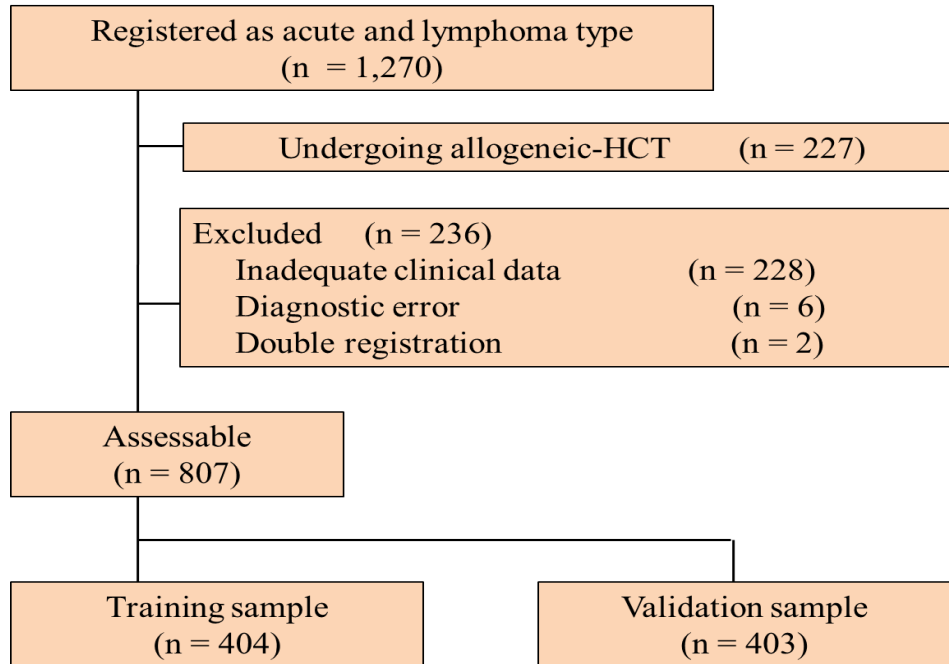 Registered as acute and lymphoma type
(n = 1,270)
Undergoing allogeneic-HCT (n = 227)
Excluded (n = 236)
Inadequate clinical data (n = 228)
Diagnostic error (n = 6)
Double registration (n = 2)
Assessable
(n = 807)
Training sample
(n = 404)
Validation sample
(n = 403)